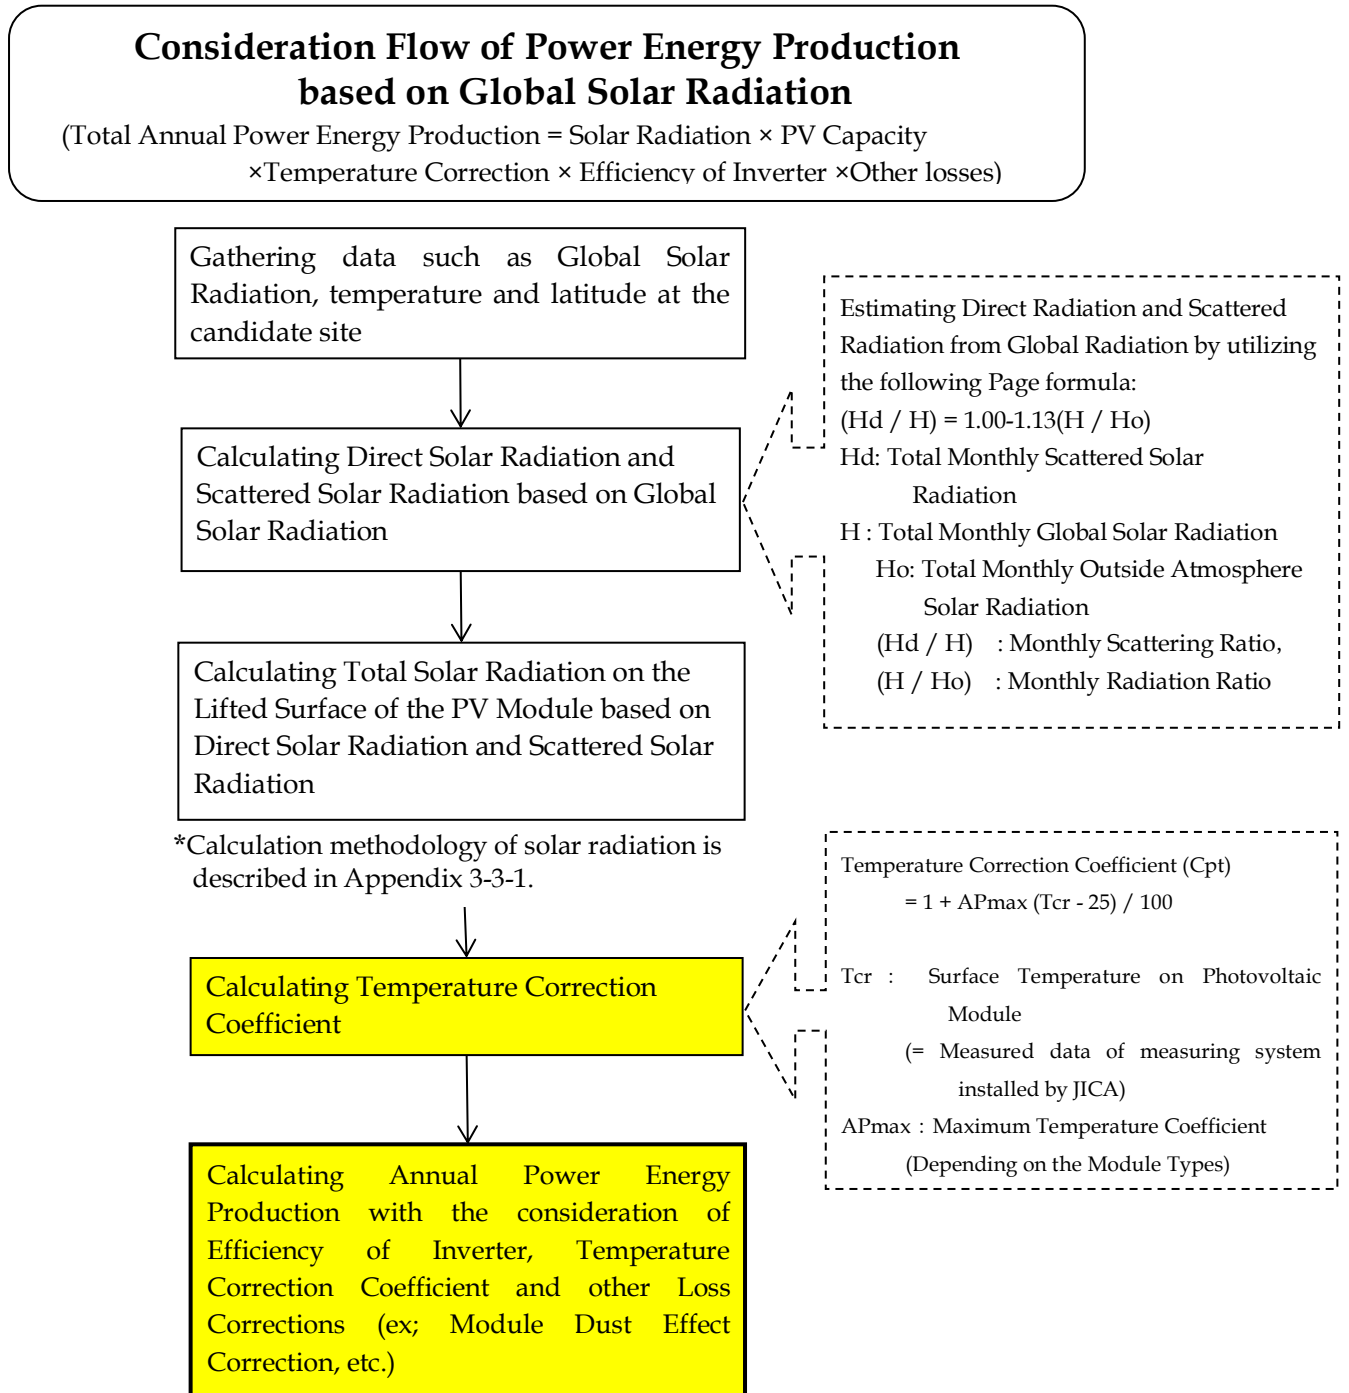 Consideration Flow of Power Energy Production
based on Global Solar Radiation
(Total Annual Power Energy Production = Solar Radiation × PV Capacity
×Temperature Correction × Efficiency of Inverter ×Other losses)
Gathering data such as Global Solar
Radiation, temperature and latitude at the
candidate site
Calculating Direct Solar Radiation and
Scattered Solar Radiation based on Global
Solar Radiation
Estimating Direct Radiation and Scattered
Radiation from Global Radiation by utilizing
the following Page formula:
(Hd / H) = 1.00-1.13(H / Ho)
Hd: Total Monthly Scattered Solar
Radiation
H : Total Monthly Global Solar Radiation
Ho: Total Monthly Outside Atmosphere
Solar Radiation
(Hd / H) : Monthly Scattering Ratio,
(H / Ho) : Monthly Radiation Ratio
Calculating Total Solar Radiation on the
Lifted Surface of the PV Module based on
Direct Solar Radiation and Scattered Solar
Radiation
*Calculation methodology of solar radiation is
described in Appendix 3-3-1.
Calculating Temperature Correction
Coefficient
Temperature Correction Coefficient (Cpt)
= 1 + APmax (Tcr - 25) / 100
Tcr : Surface Temperature on Photovoltaic
Module
(= Measured data of measuring system
installed by JICA)
APmax : Maximum Temperature Coefficient
(Depending on the Module Types)
Calculating Annual Power Energy
Production with the consideration of
Efficiency of Inverter, Temperature
Correction Coefficient and other Loss
Corrections (ex; Module Dust Effect
Correction, etc.)